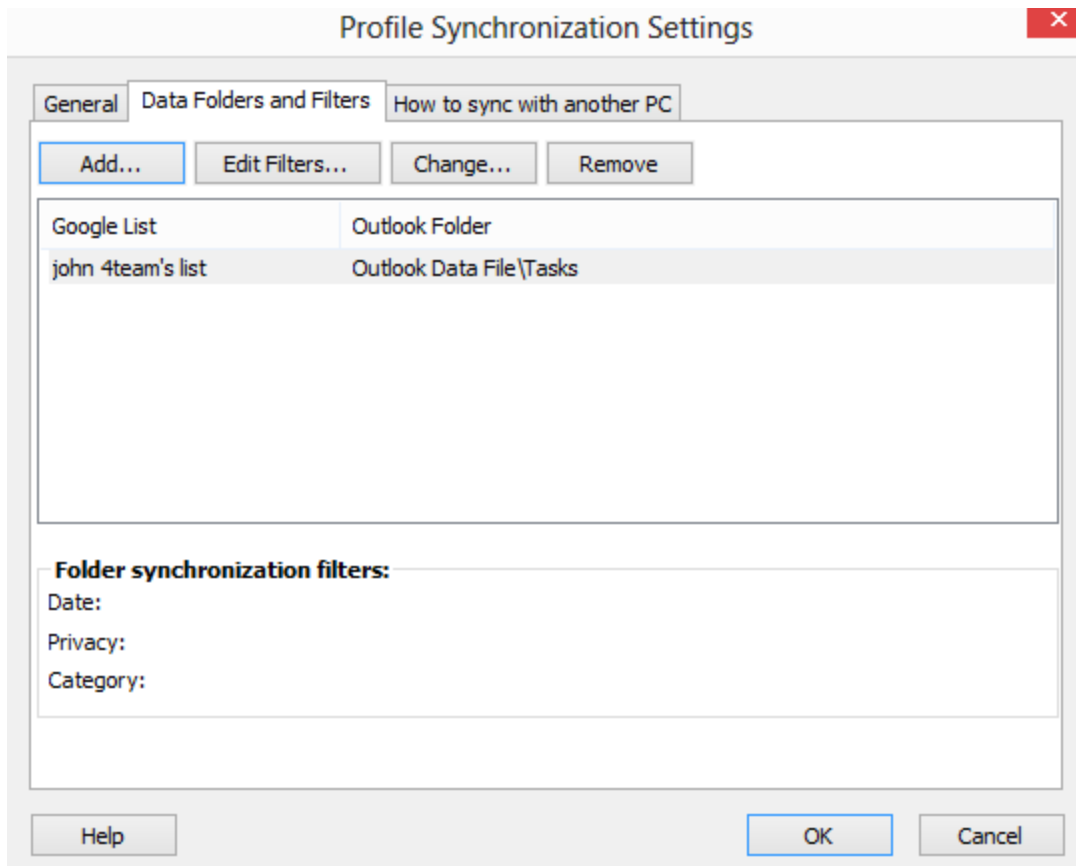 Profile Synchronization Settings
General Data Folders and Filters How to sync with another PC
Add... Edit Filters... Change... Remove
Google List Outlook Folder
john 4team's list Outlook Data File\Tasks
Folder synchronization filters:
Date:
Privacy:
Category:
Help OK Cancel